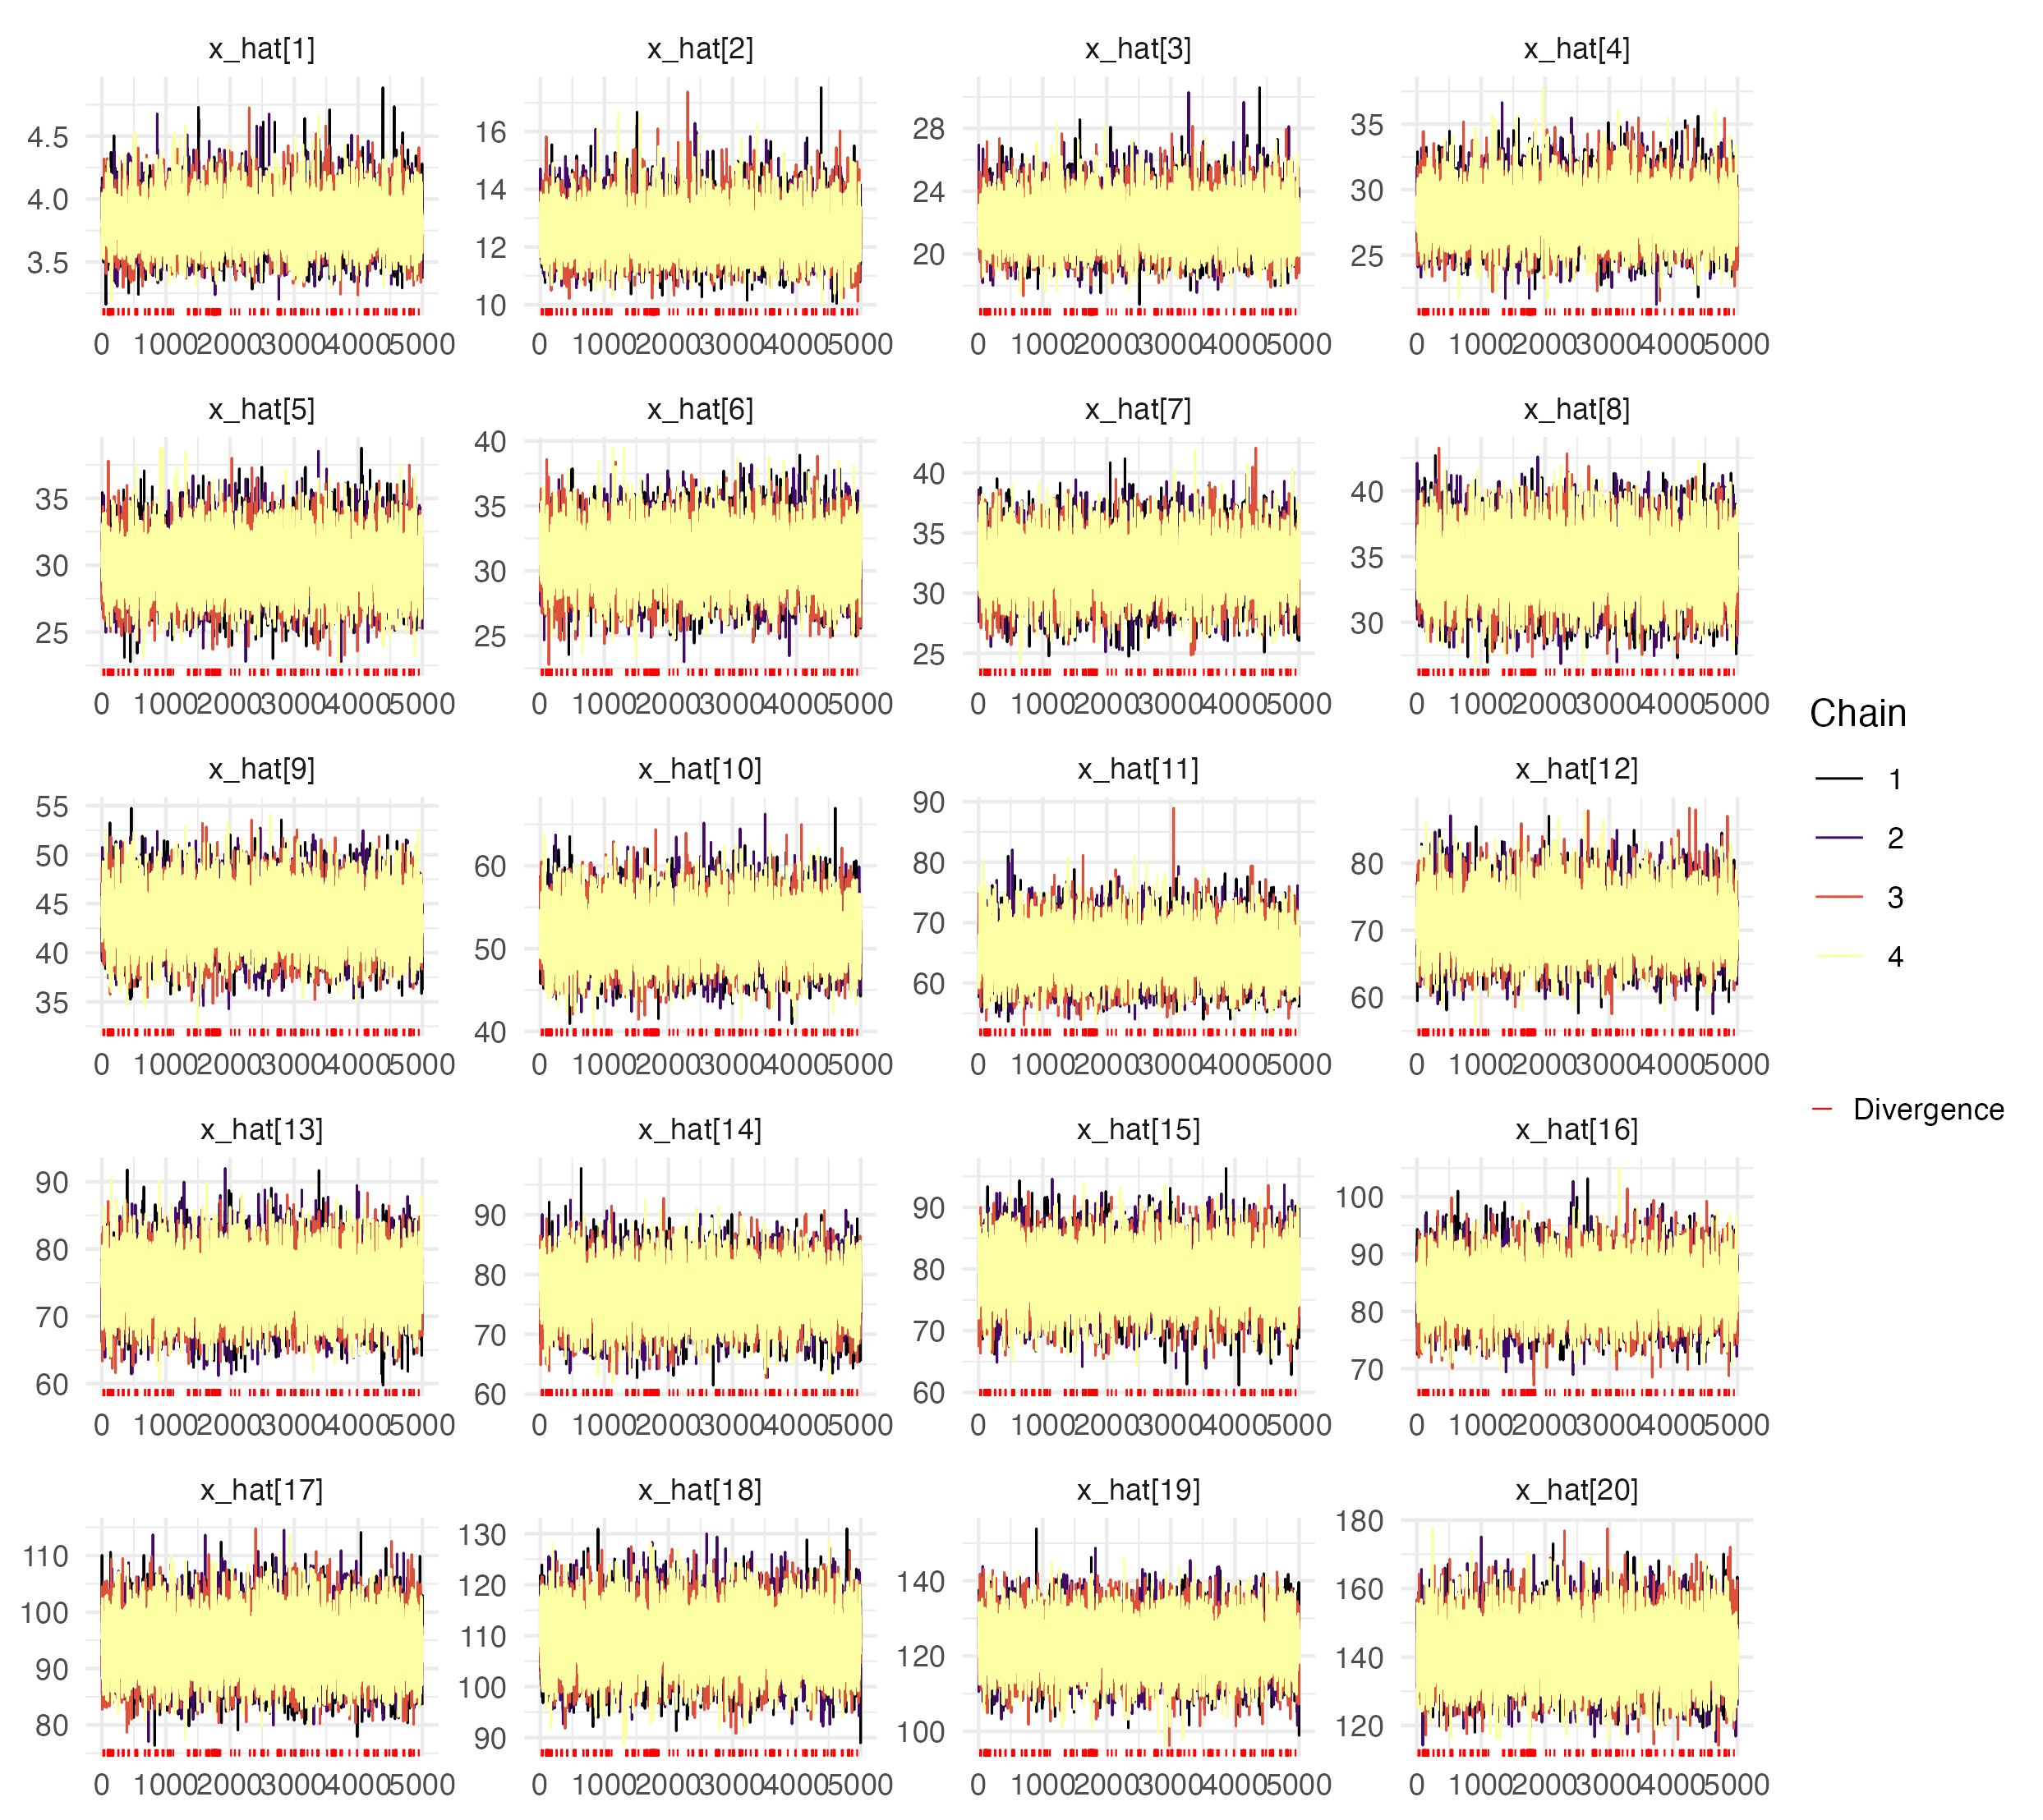 x_hat[1] x_hat[2] x_hat[3] x_hat[4]
4.5 4.0 3.5
16 14 12 10
28 24 20
35 30 25
0 1000 2000 3000 4000 5000 0 1000 2000 3000 4000 5000 0 1000 2000 3000 4000 5000 0 1000 2000 3000 4000 5000
x_hat[5] x_hat[6] x_hat[7] x_hat[8]
35 30 25
40 35 30 25
40 35 30 25
40 35 30
0 1000 2000 3000 4000 5000 0 1000 2000 3000 4000 5000 0 1000 2000 3000 4000 5000 0 1000 2000 3000 4000 5000
x_hat[9] x_hat[10] x_hat[11] x_hat[12]
55 50 45 40 35
60 50 40
90 80 70 60
80 70 60
0 1000 2000 3000 4000 5000 0 1000 2000 3000 4000 5000 0 1000 2000 3000 4000 5000 0 1000 2000 3000 4000 5000
x_hat[13] x_hat[14] x_hat[15] x_hat[16]
90 80 70 60
90 80 70 60
90 80 70 60
100 90 80 70
0 1000 2000 3000 4000 5000 0 1000 2000 3000 4000 5000 0 1000 2000 3000 4000 5000 0 1000 2000 3000 4000 5000
x_hat[17] x_hat[18] x_hat[19] x_hat[20]
110 100 90 80
130 120 110 100 90
140 120 100
180 160 140 120
0 1000 2000 3000 4000 5000 0 1000 2000 3000 4000 5000 0 1000 2000 3000 4000 5000 0 1000 2000 3000 4000 5000
Chain
1
2
3
4
Divergence